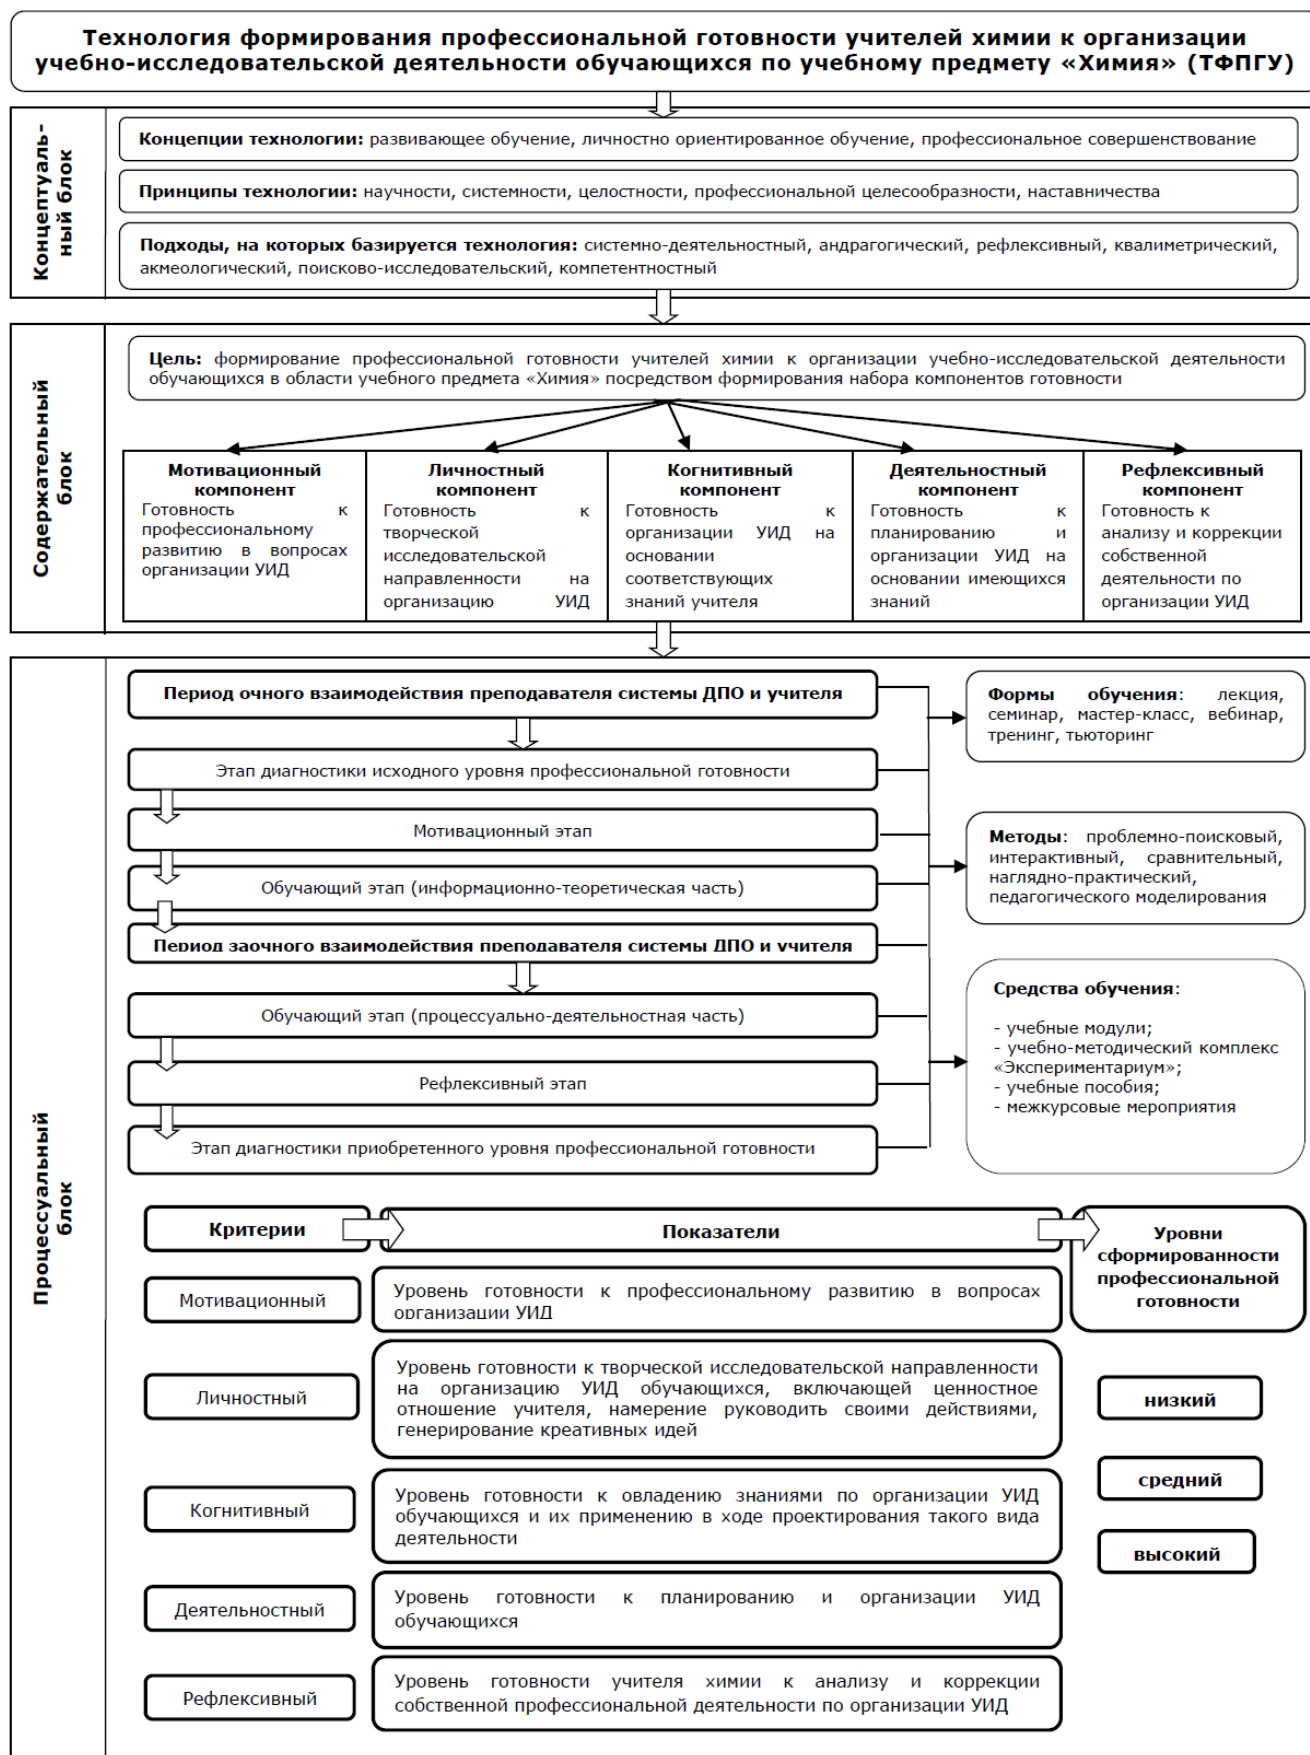 Технология формирования профессиональной готовности учителей химии к организации
учебно-исследовательской деятельности обучающихся по учебному предмету «Химия» (ТФПГУ)
Концептуаль-
ный блок
Концепции технологии: развивающее обучение, личностно ориентированное обучение, профессиональное совершенствование
Принципы технологии: научности, системности, целостности, профессиональной целесообразности, наставничества
Подходы, на которых базируется технология: системно-деятельностный, андрагогический, рефлексивный, квалиметрический,
акмеологический, поисково-исследовательский, компетентностный
Содержательный
блок
Цель: формирование профессиональной готовности учителей химии к организации учебно-исследовательской деятельности
обучающихся в области учебного предмета «Химия» посредством формирования набора компонентов готовности
Мотивационный
компонент
Готовность к
профессиональному
развитию в вопросах
организации УИД
Личностный
компонент
Готовность к
творческой
исследовательской
направленности на
организацию УИД
Когнитивный
компонент
Готовность к
организации УИД на
основании
соответствующих
знаний учителя
Деятельностный
компонент
Готовность к
планированию и
организации УИД на
основании имеющихся
знаний
Рефлексивный
компонент
Готовность к
анализу и коррекции
собственной
деятельности по
организации УИД
Процессуальный
блок
Период очного взаимодействия преподавателя системы ДПО и учителя
Этап диагностики исходного уровня профессиональной готовности
Мотивационный этап
Обучающий этап (информационно-теоретическая часть)
Период заочного взаимодействия преподавателя системы ДПО и учителя
Обучающий этап (процессуально-деятельностная часть)
Рефлексивный этап
Этап диагностики приобретенного уровня профессиональной готовности
Формы обучения: лекция,
семинар, мастер-класс, вебинар,
тренинг, тьюторинг
Методы: проблемно-поисковый,
интерактивный, сравнительный,
наглядно-практический,
педагогического моделирования
Средства обучения:
- учебные модули;
- учебно-методический комплекс
«Экспериментариум»;
- учебные пособия;
- межкурсовые мероприятия
Критерии
Показатели
Уровни
сформированности
профессиональной
готовности
Мотивационный
Уровень готовности к профессиональному развитию в вопросах
организации УИД
Личностный
Уровень готовности к творческой исследовательской направленности
на организацию УИД обучающихся, включающей ценностное
отношение учителя, намерение руководить своими действиями,
генерирование креативных идей
низкий
Когнитивный
Уровень готовности к овладению знаниями по организации УИД
обучающихся и их применению в ходе проектирования такого вида
деятельности
средний
высокий
Деятельностный
Уровень готовности к планированию и организации УИД
обучающихся
Рефлексивный
Уровень готовности учителя химии к анализу и коррекции
собственной профессиональной деятельности по организации УИД